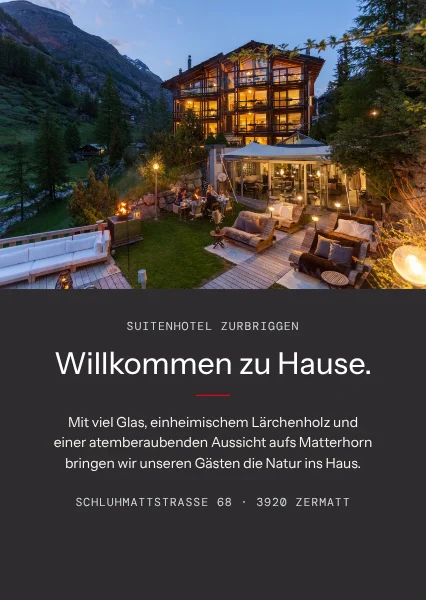 SUITENHOTEL ZURBRIGGEN
Willkommen zu Hause.
Mit viel Glas, einheimischem Lärchenholz und
einer atemberaubenden Aussicht aufs Matterhorn
bringen wir unseren Gästen die Natur ins Haus.
SCHLUHMATTSTRASSE 68 · 3920 ZERMATT